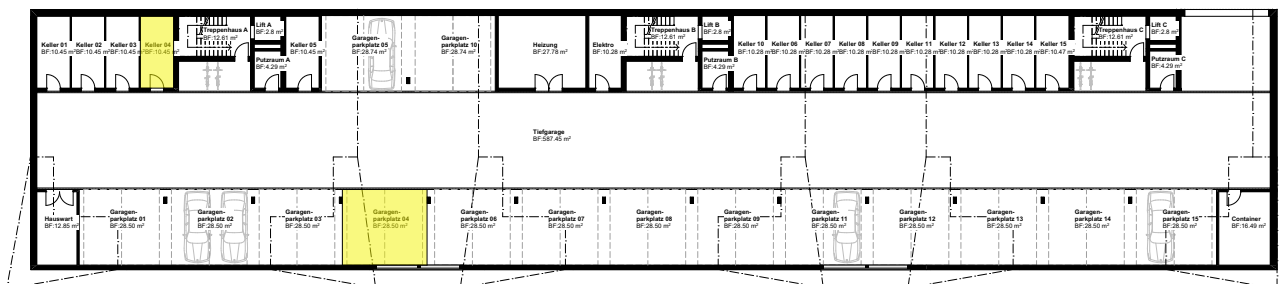 Keller 01
BF:10.45 m²
Keller 02
BF:10.45 m²
Keller 03
BF:10.45 m²
Keller 04
BF:10.45 m²
Treppenhaus A
BF:12.61 m²
Lift A
BF:2.8 m²
Putzraum A
BF:4.29 m²
Keller 05
BF:10.45 m²
Garagen-
parkplatz 05
BF:28.74 m²
Garagen-
parkplatz 10
BF:28.74 m²
Heizung
BF:27.78 m²
Elektro
BF:10.28 m²
Treppenhaus B
BF:12.61 m²
Lift B
BF:2.8 m²
Putzraum B
BF:4.29 m²
Keller 10
BF:10.28 m²
Keller 06
BF:10.28 m²
Keller 07
BF:10.28 m²
Keller 08
BF:10.28 m²
Keller 09
BF:10.28 m²
Keller 11
BF:10.28 m²
Keller 12
BF:10.28 m²
Keller 13
BF:10.28 m²
Keller 14
BF:10.28 m²
Keller 15
BF:10.47 m²
Treppenhaus C
BF:12.61 m²
Lift C
BF:2.8 m²
Putzraum C
BF:4.29 m²
Tiefgarage
BF:587.45 m²
Hauswart
BF:12.85 m²
Garagen-
parkplatz 01
BF:28.50 m²
Garagen-
parkplatz 02
BF:28.50 m²
Garagen-
parkplatz 03
BF:28.50 m²
Garagen-
parkplatz 04
BF:28.50 m²
Garagen-
parkplatz 06
BF:28.50 m²
Garagen-
parkplatz 07
BF:28.50 m²
Garagen-
parkplatz 08
BF:28.50 m²
Garagen-
parkplatz 09
BF:28.50 m²
Garagen-
parkplatz 11
BF:28.50 m²
Garagen-
parkplatz 12
BF:28.50 m²
Garagen-
parkplatz 13
BF:28.50 m²
Garagen-
parkplatz 14
BF:28.50 m²
Garagen-
parkplatz 15
BF:28.50 m²
Container
BF:16.49 m²